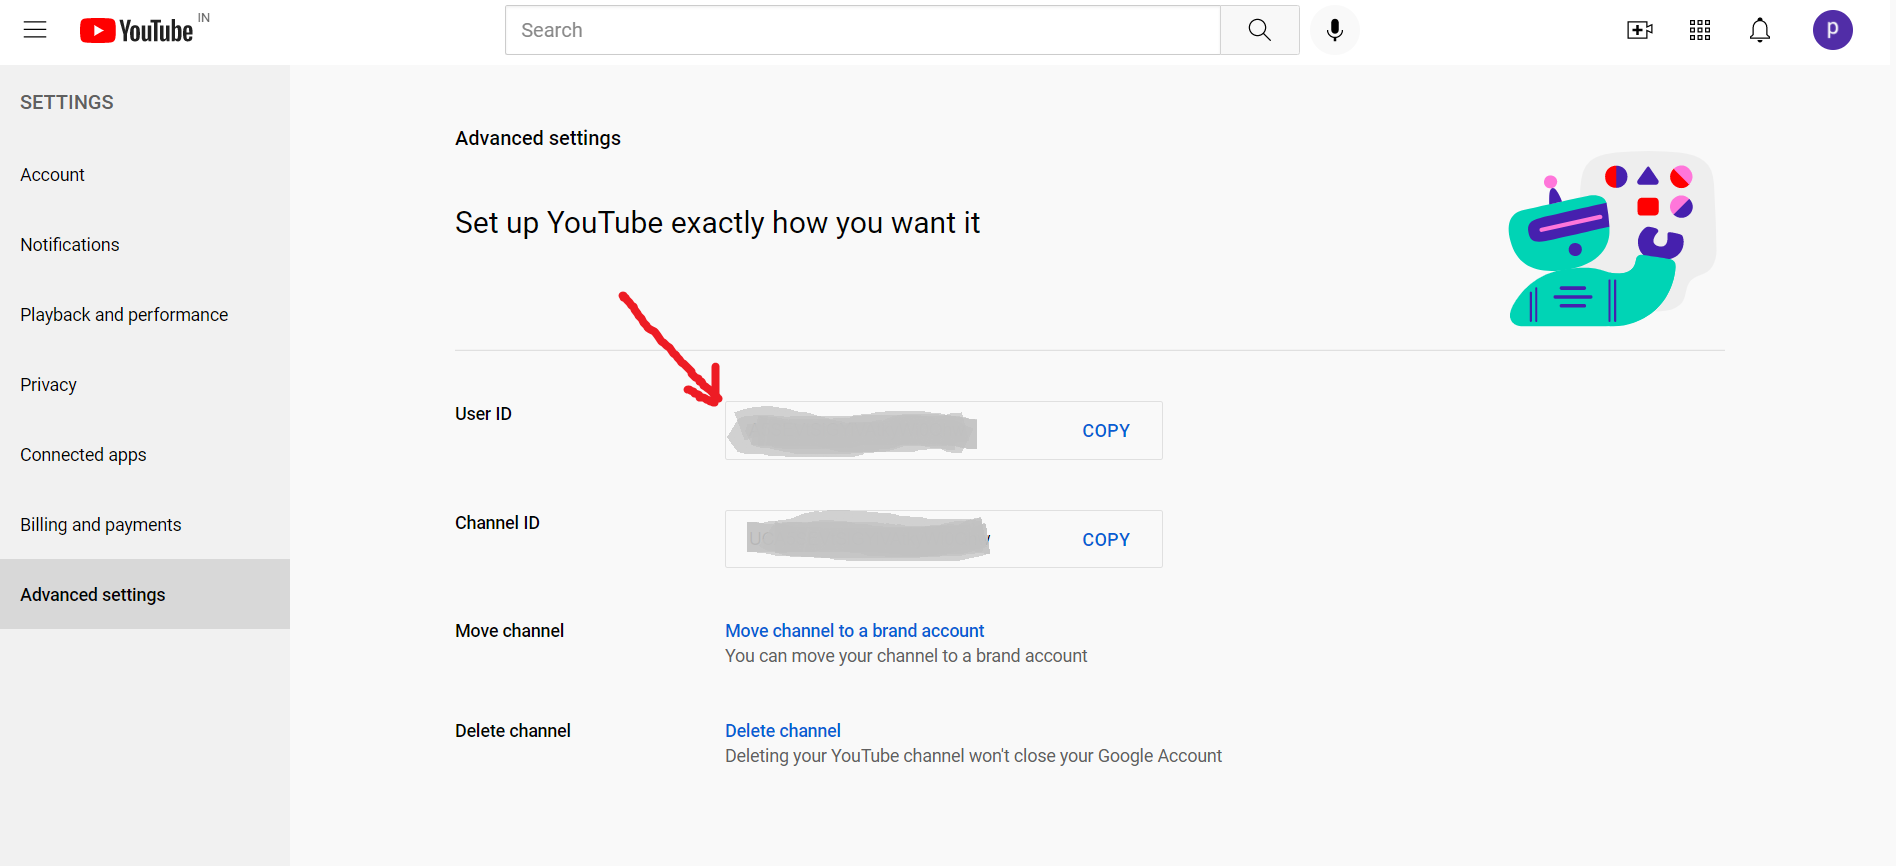 YouTube IN
Search
p
SETTINGS
Account
Notifications
Playback and performance
Privacy
Connected apps
Billing and payments
Advanced settings
Advanced settings
Set up YouTube exactly how you want it
User ID
COPY
Channel ID
COPY
Move channel
Move channel to a brand account
You can move your channel to a brand account
Delete channel
Delete channel
Deleting your YouTube channel won't close your Google Account